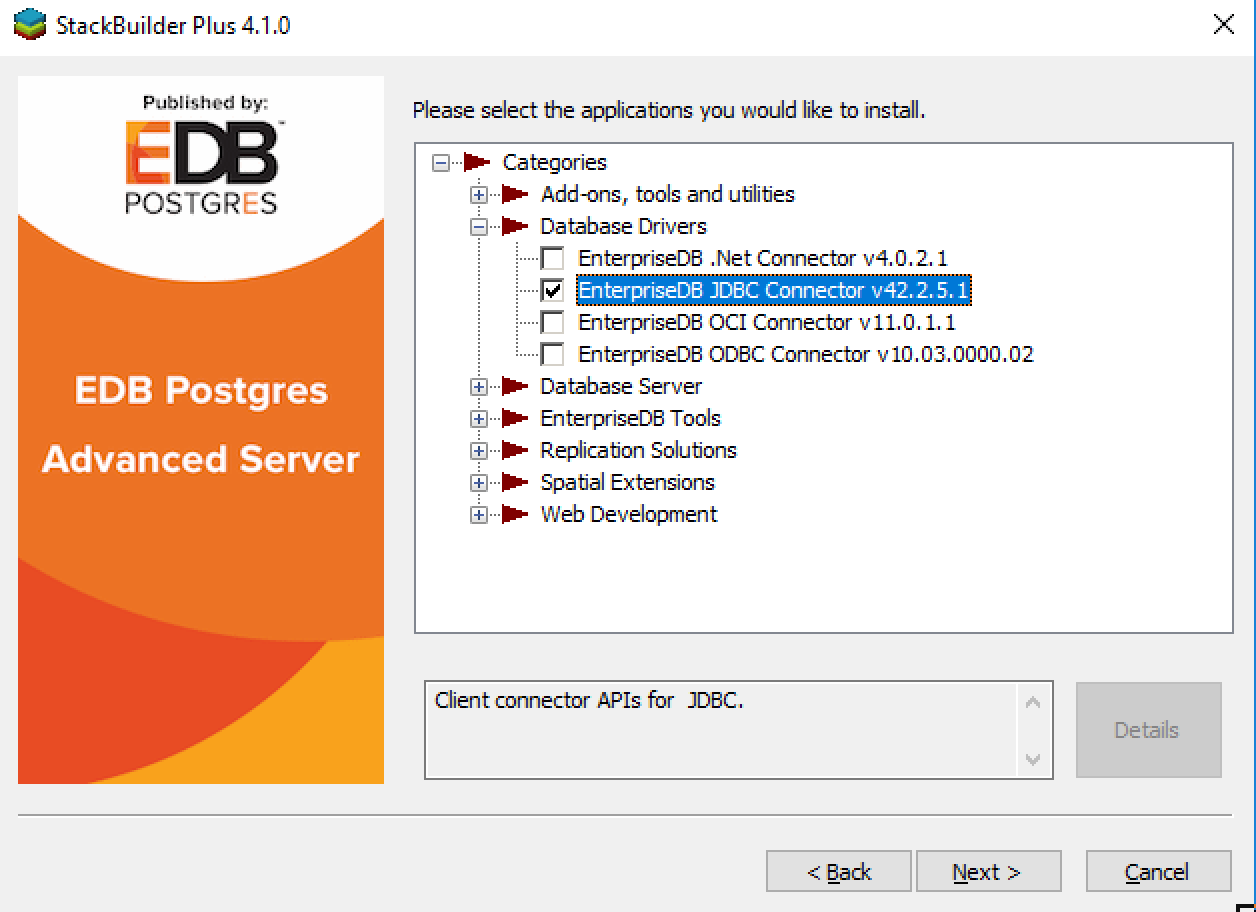 StackBuilder Plus 4.1.0
Published by:
EDB™
POSTGRES
EDB Postgres
Advanced Server
Please select the applications you would like to install.
Categories
Add-ons, tools and utilities
Database Drivers
EnterpriseDB .Net Connector v4.0.2.1
EnterpriseDB JDBC Connector v42.2.5.1
EnterpriseDB OCI Connector v11.0.1.1
EnterpriseDB ODBC Connector v10.03.0000.02
Database Server
EnterpriseDB Tools
Replication Solutions
Spatial Extensions
Web Development
Client connector APIs for  JDBC.
Details
< Back
Next >
Cancel